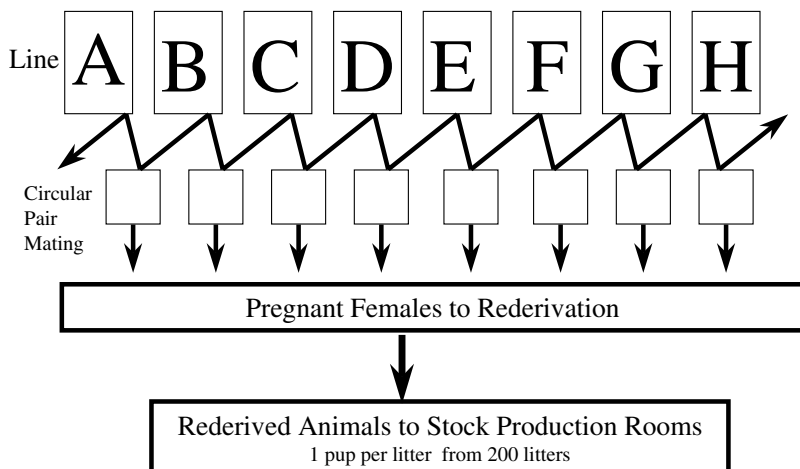 Line A B C D E F G H
Circular
Pair
Mating
Pregnant Females to Rederivation
Rederived Animals to Stock Production Rooms
1 pup per litter from 200 litters